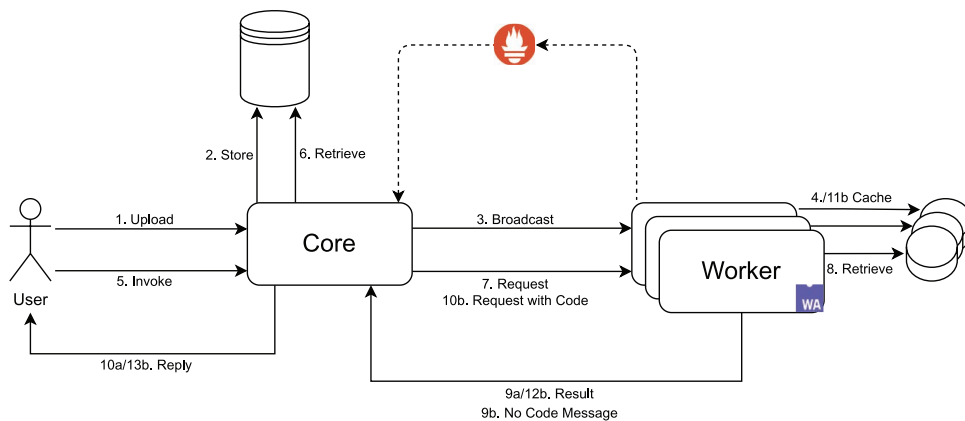 2. Store
6. Retrieve
4./11b Cache
1. Upload
3. Broadcast
Core
Worker
8. Retrieve
5. Invoke
7. Request
10b. Request with Code
User
WA
10a/13b. Reply
9a/12b. Result
9b. No Code Message